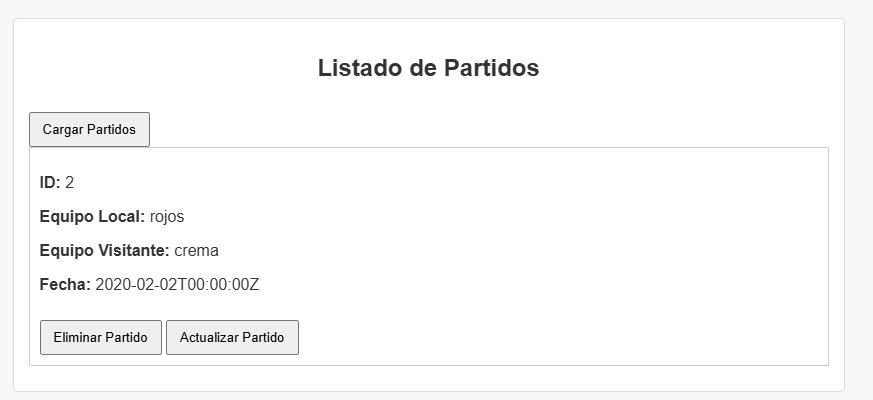 Listado de Partidos
Cargar Partidos
ID: 2
Equipo Local: rojos
Equipo Visitante: crema
Fecha: 2020-02-02T00:00:00Z
Eliminar Partido Actualizar Partido